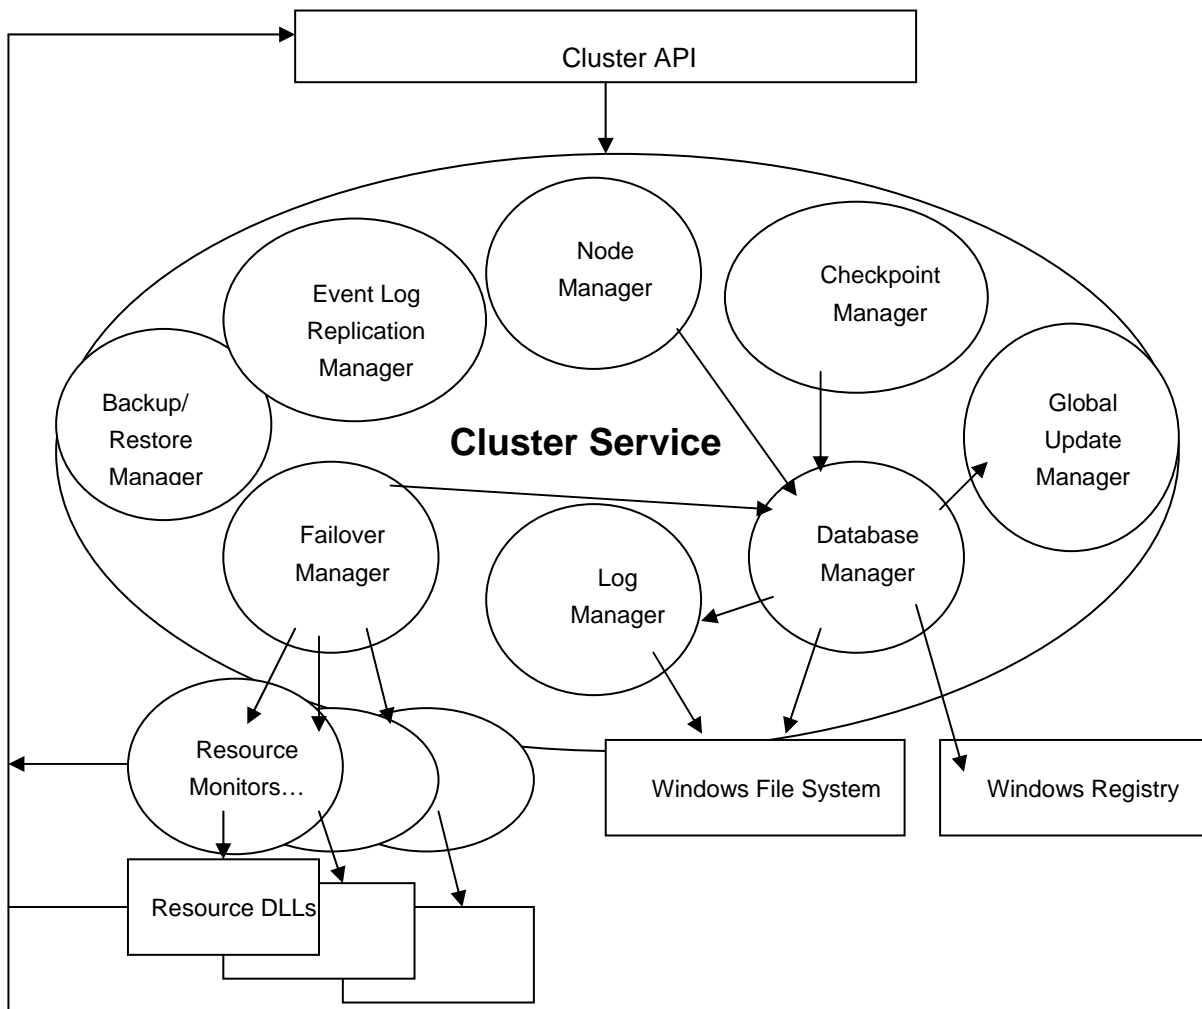 Cluster API
Node
Manager
Checkpoint
Manager
Event Log
Replication
Manager
Backup/
Restore
Manager
Global
Update
Manager
Cluster Service
Failover
Manager
Log
Manager
Database
Manager
Resource
Monitors…
Windows File System
Windows Registry
Resource DLLs